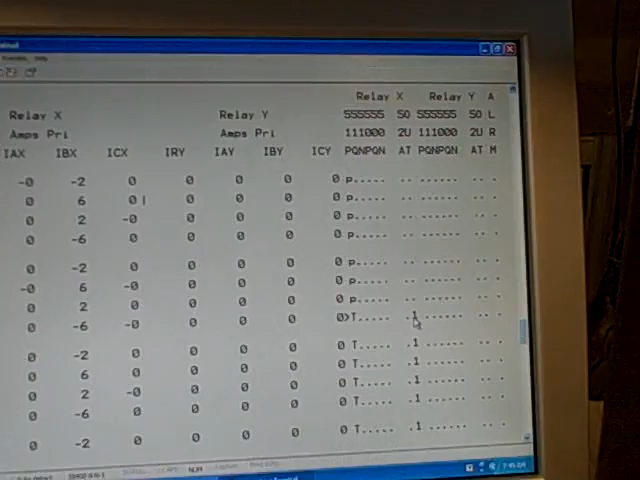 Relay X Relay Y A
Relay X Relay Y 555555 SO 555555 SO L
Amps Pri Amps Pri 111000 2U 111000 2U R
IAX IBX ICX IRY IAY IBY ICY PQNPQN AT PQNPQN AT M
-0 -2 0 0 0 0 0 p..... .. ...... .. .
0 6 0 0 0 0 0 p..... .. ...... .. .
0 2 -0 0 0 0 0 p..... .. ...... .. .
0 -6 0 0 0 0 0 p..... .. ...... .. .
0 -2 0 0 0 0 0 p..... .. ...... .. .
-0 6 -0 0 0 0 0 p..... .. ...... .. .
0 2 0 0 0 0 0 p..... .. ...... .. .
0 -6 -0 0 0 0 0>T..... .1 ...... .. .
0 -2 0 0 0 0 0 T..... .1 ...... .. .
0 6 0 0 0 0 0 T..... .1 ...... .. .
0 2 -0 0 0 0 0 T..... .1 ...... .. .
0 -6 0 0 0 0 0 T..... .1 ...... .. .
0 -2 0 0 0 0 0 T..... .1 ...... .. .
NUM